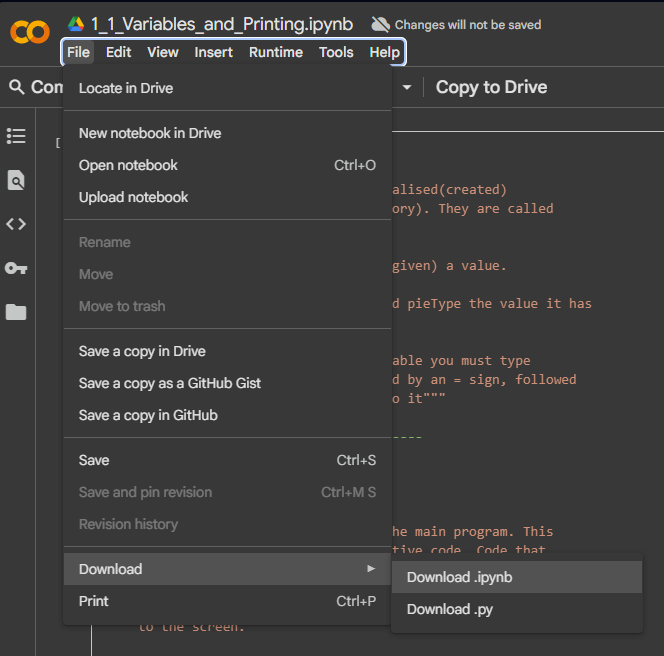 1_1_Variables_and_Printing.ipynb Changes will not be saved
File Edit View Insert Runtime Tools Help
Com Copy to Drive
Locate in Drive
New notebook in Drive
Open notebook Ctrl+O
Upload notebook
Rename
Move
Move to trash
Save a copy in Drive
Save a copy as a GitHub Gist
Save a copy in GitHub
Save Ctrl+S
Save and pin revision Ctrl+M S
Revision history
Download
Print Ctrl+P
Download .ipynb
Download .py
[
alised(created)
ory). They are called
given) a value.
d pieType the value it has
able you must type
d by an = sign, followed
o it"""
----
he main program. This
tive code. Code that
to the screen.